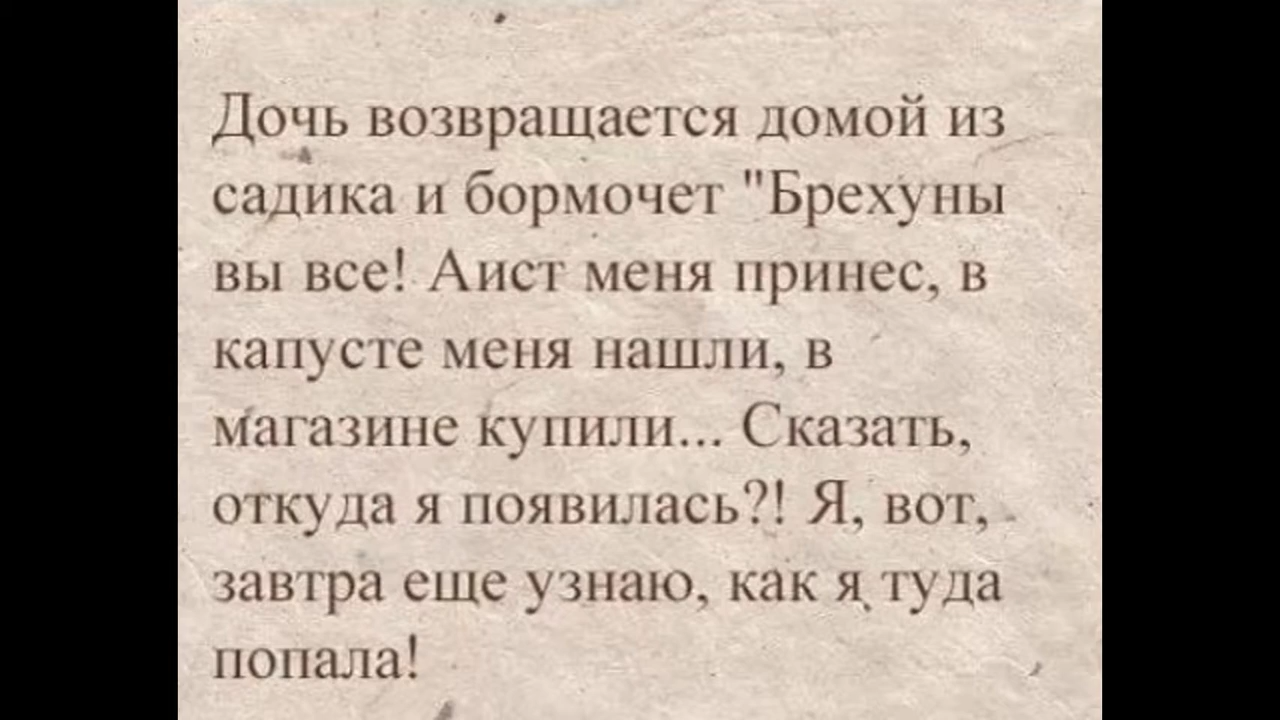 Дочь возвращается домой из
садика и бормочет "Брехуны
вы все! Аист меня принес, в
капусте меня нашли, в
магазине купили... Сказать,
откуда я появилась?! Я, вот,
завтра еще узнаю, как я туда
попала!